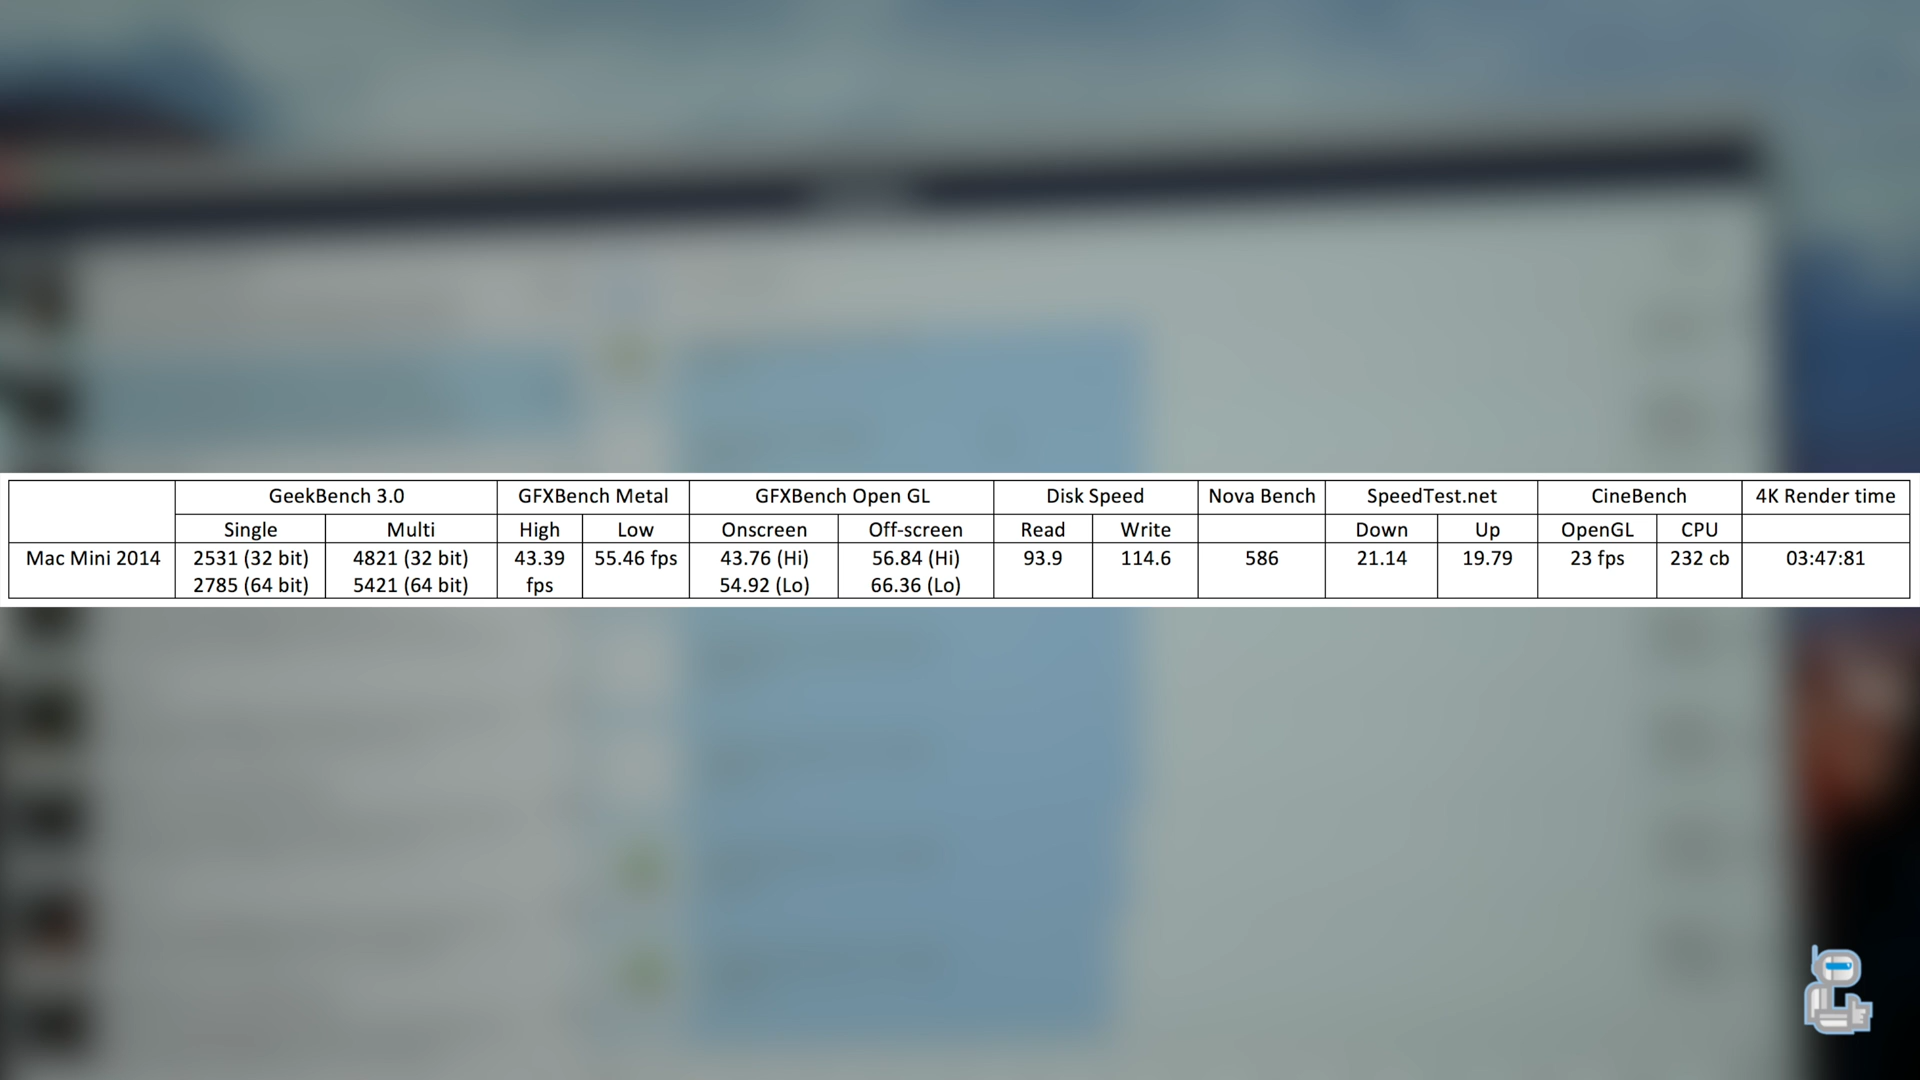 GeekBench 3.0 GFXBench Metal GFXBench Open GL Disk Speed Nova Bench SpeedTest.net CineBench 4K Render time
Single Multi High Low Onscreen Off-screen Read Write Down Up OpenGL CPU
Mac Mini 2014 2531 (32 bit) 4821 (32 bit) 43.39 55.46 fps 43.76 (Hi) 56.84 (Hi) 93.9 114.6 586 21.14 19.79 23 fps 232 cb 03:47:81
2785 (64 bit) 5421 (64 bit) fps 54.92 (Lo) 66.36 (Lo)